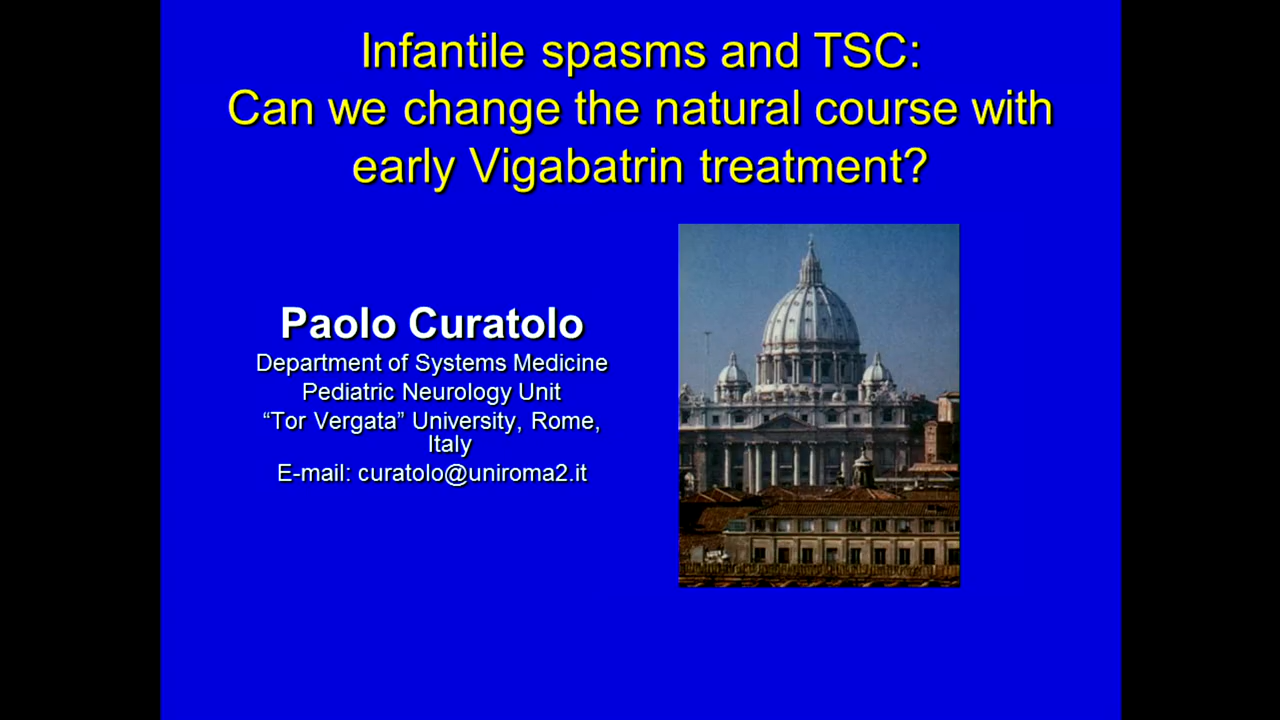 Infantile spasms and TSC:
Can we change the natural course with
early Vigabatrin treatment?
Paolo Curatolo
Department of Systems Medicine
Pediatric Neurology Unit
“Tor Vergata” University, Rome,
Italy
E-mail: curatolo@uniroma2.it